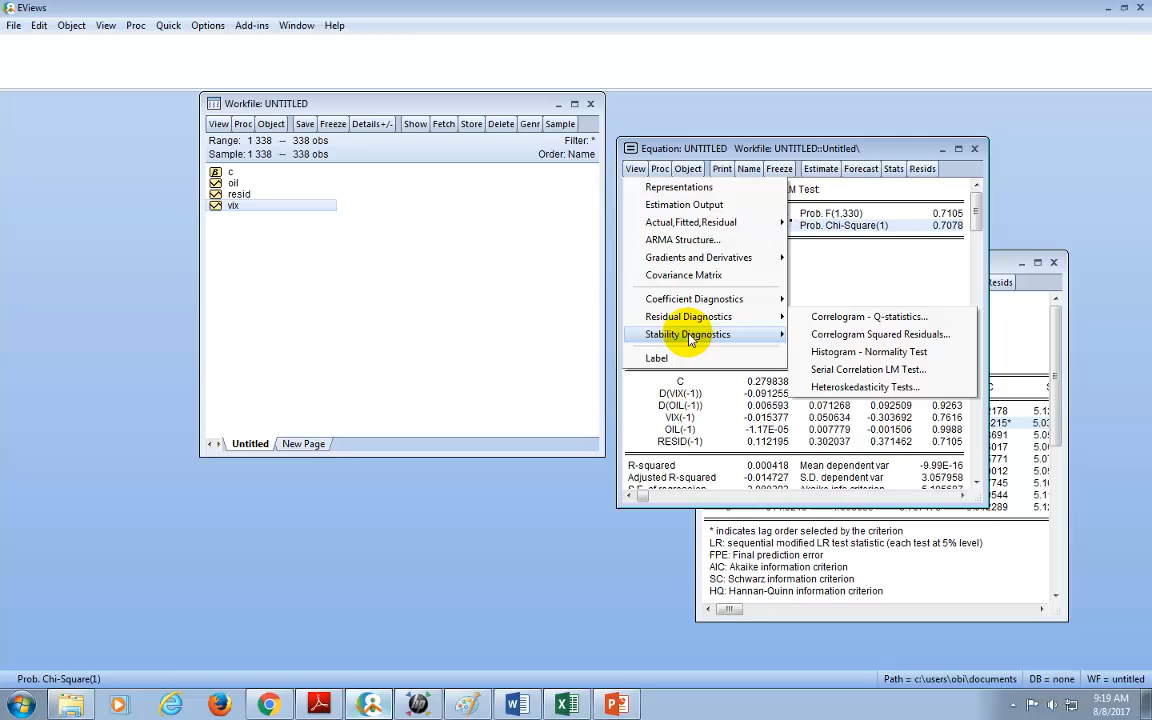 EViews
File Edit Object View Proc Quick Options Add-ins Window Help
Workfile: UNTITLED
View Proc Object Save Freeze Details+/- Show Fetch Store Delete Genr Sample
Range: 1 338 -- 338 obs Filter: *
Sample: 1 338 -- 338 obs Order: Name
c
oil
resid
vix
Untitled New Page
Equation: UNTITLED Workfile: UNTITLED::Untitled\
View Proc Object Print Name Freeze Estimate Forecast Stats Resids
Representations
Estimation Output
Actual,Fitted,Residual
ARMA Structure...
Gradients and Derivatives
Covariance Matrix
Coefficient Diagnostics
Residual Diagnostics
Stability Diagnostics
Label
LM Test:
Prob. F(1,330) 0.7105
Prob. Chi-Square(1) 0.7078
Correlogram - Q-statistics...
Correlogram Squared Residuals...
Histogram - Normality Test
Serial Correlation LM Test...
Heteroskedasticity Tests...
C 0.279838
D(VIX(-1)) -0.091255
D(OIL(-1)) 0.006593 0.071268 0.092509 0.9263
VIX(-1) -0.015377 0.050634 -0.303692 0.7616
OIL(-1) -1.17E-05 0.007779 -0.001506 0.9988
RESID(-1) 0.112195 0.302037 0.371462 0.7105
R-squared 0.000418 Mean dependent var -9.99E-16
Adjusted R-squared -0.014727 S.D. dependent var 3.057958
Resids
* indicates lag order selected by the criterion
LR: sequential modified LR test statistic (each test at 5% level)
FPE: Final prediction error
AIC: Akaike information criterion
SC: Schwarz information criterion
HQ: Hannan-Quinn information criterion
Prob. Chi-Square(1) Path = c:\users\obi\documents DB = none WF = untitled
9:19 AM
8/8/2017